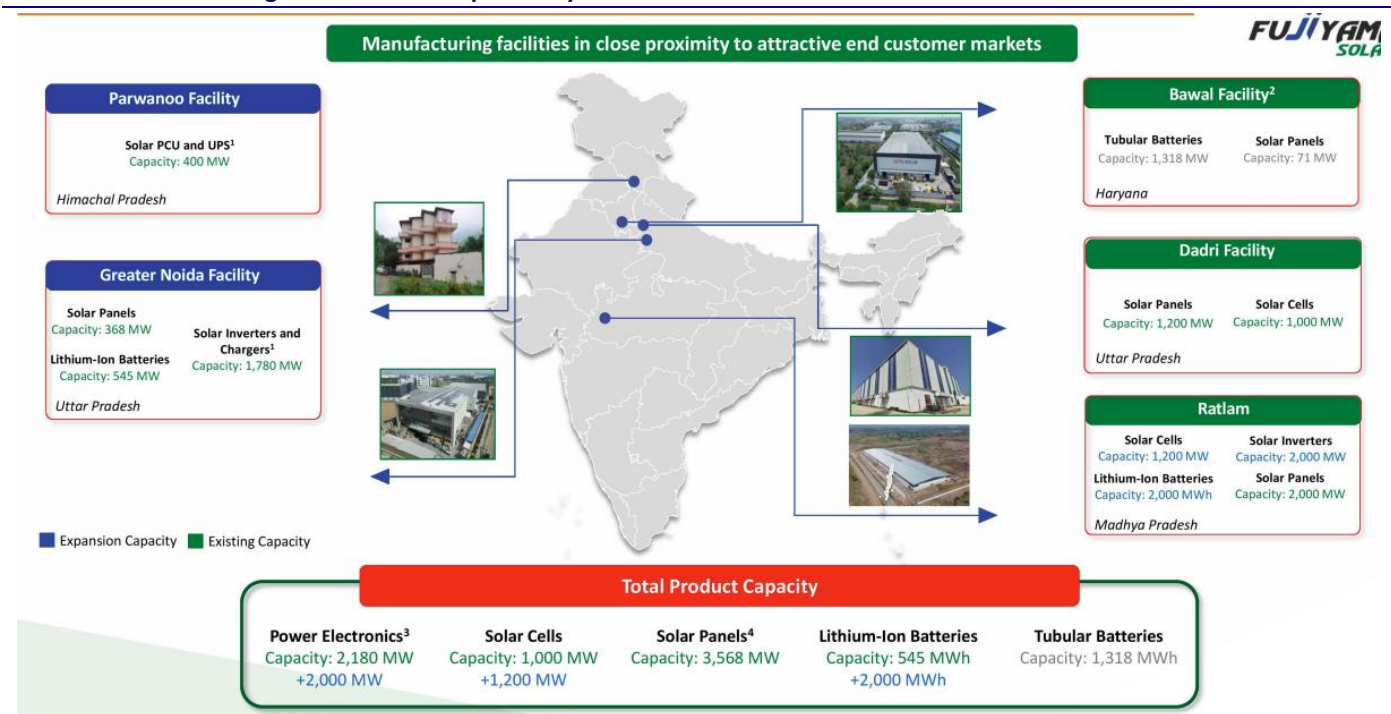 Manufacturing facilities in close proximity to attractive end customer markets
Parwanoo Facility
Solar PCU and UPS¹
Capacity: 400 MW
Himachal Pradesh
Greater Noida Facility
Solar Panels
Capacity: 368 MW
Lithium-Ion Batteries
Capacity: 545 MW
Solar Inverters and
Chargers¹
Capacity: 1,780 MW
Uttar Pradesh
Bawal Facility²
Tubular Batteries
Capacity: 1,318 MW
Solar Panels
Capacity: 71 MW
Haryana
Dadri Facility
Solar Panels
Capacity: 1,200 MW
Solar Cells
Capacity: 1,000 MW
Uttar Pradesh
Ratlam
Solar Cells
Capacity: 1,200 MW
Solar Inverters
Capacity: 2,000 MW
Lithium-Ion Batteries
Capacity: 2,000 MWh
Solar Panels
Capacity: 2,000 MW
Madhya Pradesh
Expansion Capacity
Existing Capacity
Total Product Capacity
Power Electronics³
Capacity: 2,180 MW
+2,000 MW
Solar Cells
Capacity: 1,000 MW
+1,200 MW
Solar Panels⁴
Capacity: 3,568 MW
Lithium-Ion Batteries
Capacity: 545 MWh
+2,000 MWh
Tubular Batteries
Capacity: 1,318 MWh